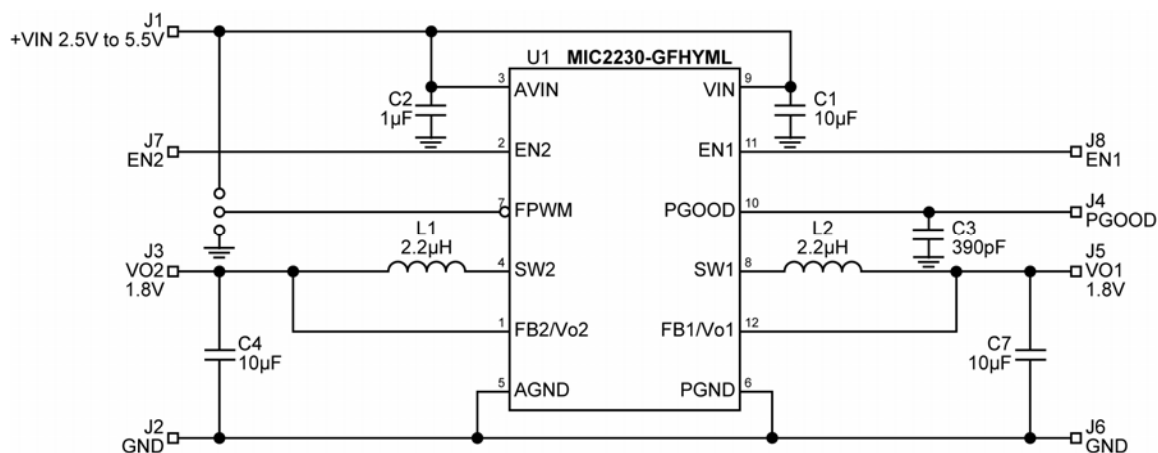 J1
+VIN 2.5V to 5.5V
U1 MIC2230-GFHYML
3
AVIN
VIN
9
C2
1µF
C1
10µF
J7
EN2
2
EN2
EN1
11
J8
EN1
7
FPWM
PGOOD
10
J4
PGOOD
C3
390pF
J3
VO2
1.8V
L1
2.2µH
4
SW2
SW1
8
L2
2.2µH
J5
VO1
1.8V
1
FB2/Vo2
FB1/Vo1
12
C4
10µF
C7
10µF
5
AGND
PGND
6
J2
GND
J6
GND